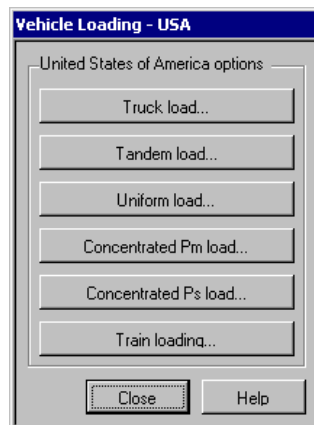 Vehicle Loading - USA
United States of America options
Truck load...
Tandem load...
Uniform load...
Concentrated Pm load...
Concentrated Ps load...
Train loading...
Close Help